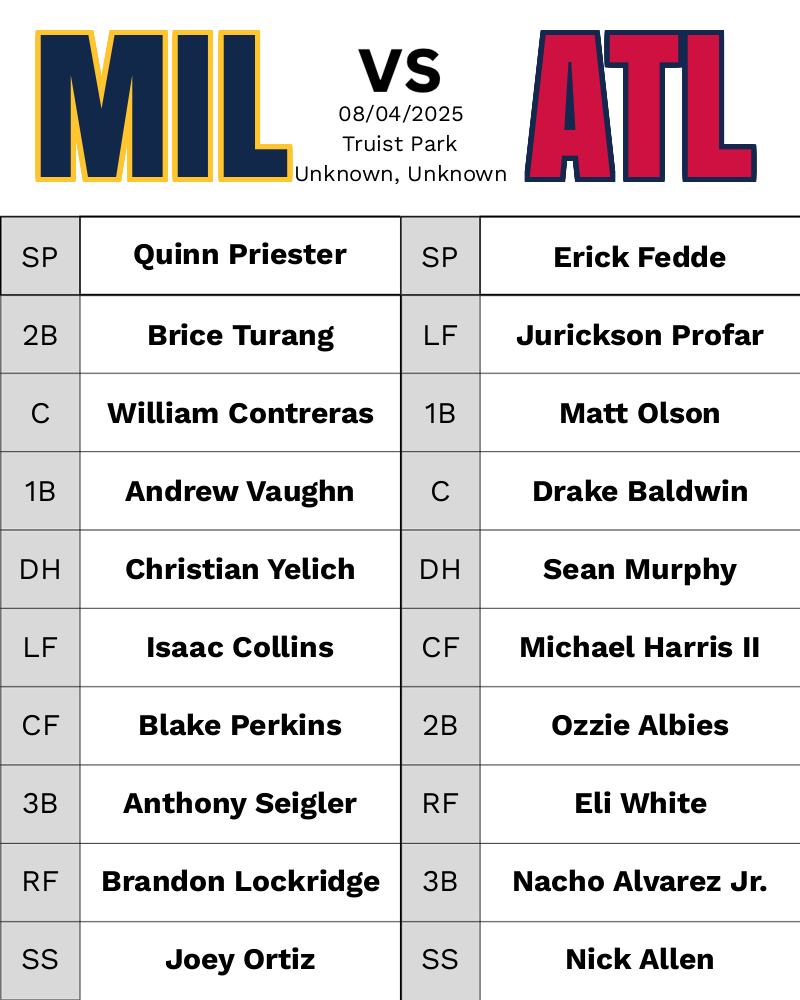 MIL VS ATL
08/04/2025
Truist Park
Unknown, Unknown
SP Quinn Priester SP Erick Fedde
2B Brice Turang LF Jurickson Profar
C William Contreras 1B Matt Olson
1B Andrew Vaughn C Drake Baldwin
DH Christian Yelich DH Sean Murphy
LF Isaac Collins CF Michael Harris II
CF Blake Perkins 2B Ozzie Albies
3B Anthony Seigler RF Eli White
RF Brandon Lockridge 3B Nacho Alvarez Jr.
SS Joey Ortiz SS Nick Allen